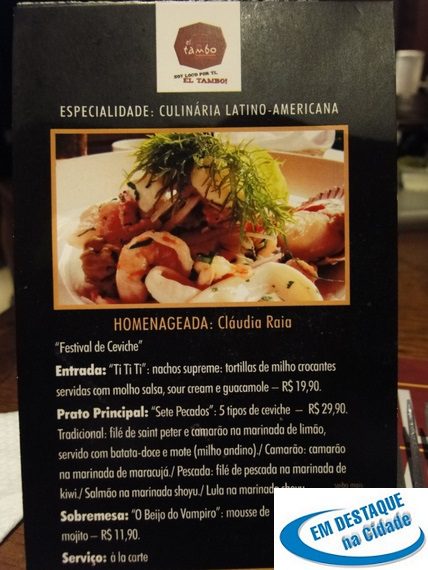 el
tambo
SOY LOCO POR TI,
EL TAMBO!
ESPECIALIDADE: CULINÁRIA LATINO-AMERICANA
HOMENAGEADA: Cláudia Raia
"Festival de Ceviche"
Entrada: "Ti Ti Ti": nachos supreme: tortillas de milho crocantes
servidas com molho salsa, sour cream e guacamole – R$ 19,90.
Prato Principal: "Sete Pecados": 5 tipos de ceviche – R$ 29,90.
Tradicional: filé de saint peter e camarão na marinada de limão,
servido com batata-doce e mote (milho andino)./ Camarão: camarão
na marinada de maracujá./ Pescada: filé de pescada na marinada de
kiwi./ Salmão na marinada shoyu./ Lula na marinada shoyu
Sobremesa: "O Beijo do Vampiro": mousse de
mojito – R$ 11,90.
Serviço: à la carte
EM DESTAQUE
na Cidade